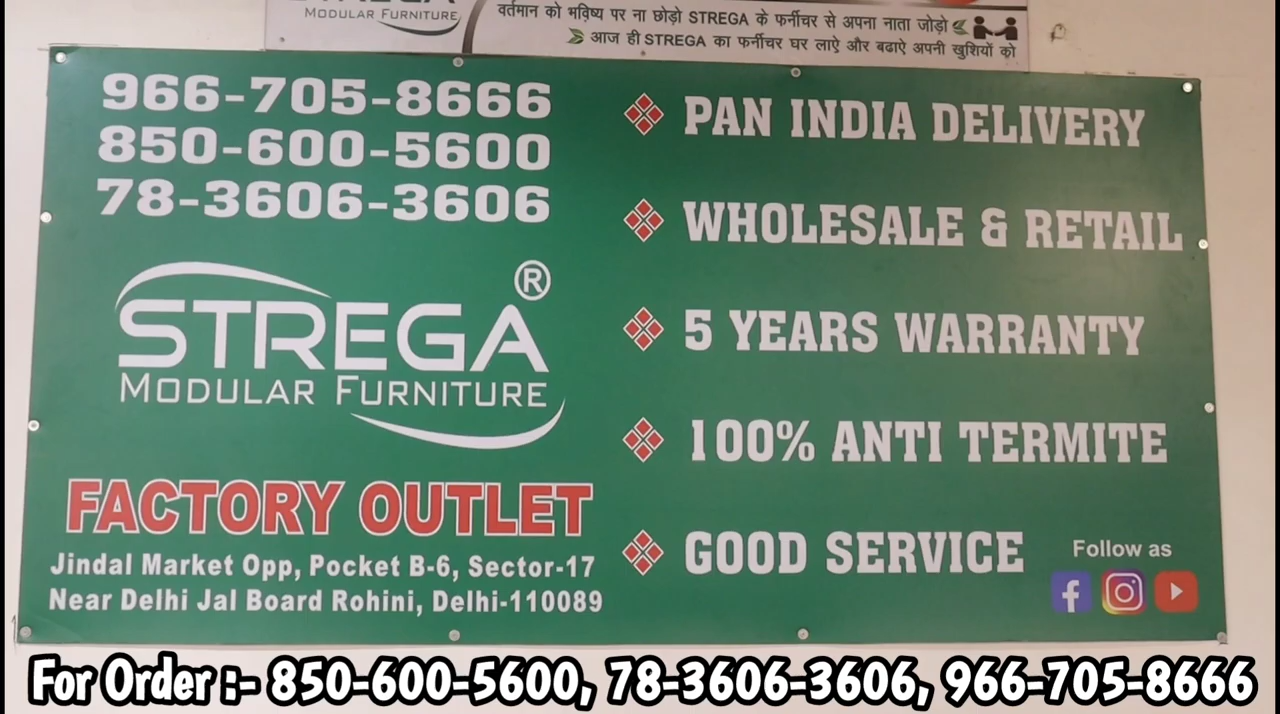 STREGA
MODULAR FURNITURE
वर्तमान को भविष्य पर ना छोड़ो STREGA के फर्नीचर से अपना नाता जोड़ो
आज ही STREGA का फर्नीचर घर लाऐ और बढाऐ अपनी खुशियों को
966-705-8666
850-600-5600
78-3606-3606
STREGA®
MODULAR FURNITURE
FACTORY OUTLET
Jindal Market Opp, Pocket B-6, Sector-17
Near Delhi Jal Board Rohini, Delhi-110089
PAN INDIA DELIVERY
WHOLESALE & RETAIL
5 YEARS WARRANTY
100% ANTI TERMITE
GOOD SERVICE
Follow as
For Order :- 850-600-5600, 78-3606-3606, 966-705-8666